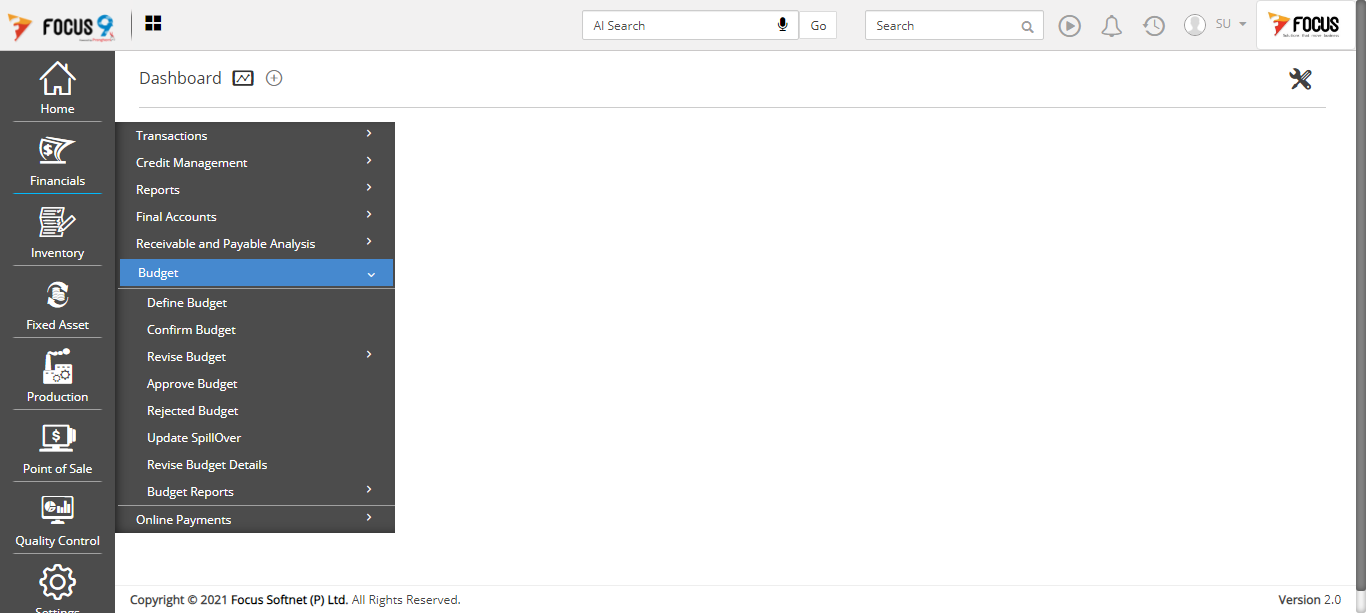 FOCUS 9
AI Search
Go
Search
SU
FOCUS
Dashboard
Home
Financials
Inventory
Fixed Asset
Production
Point of Sale
Quality Control
Settings
Transactions
Credit Management
Reports
Final Accounts
Receivable and Payable Analysis
Budget
Define Budget
Confirm Budget
Revise Budget
Approve Budget
Rejected Budget
Update SpillOver
Revise Budget Details
Budget Reports
Online Payments
Copyright © 2021 Focus Softnet (P) Ltd. All Rights Reserved.
Version 2.0